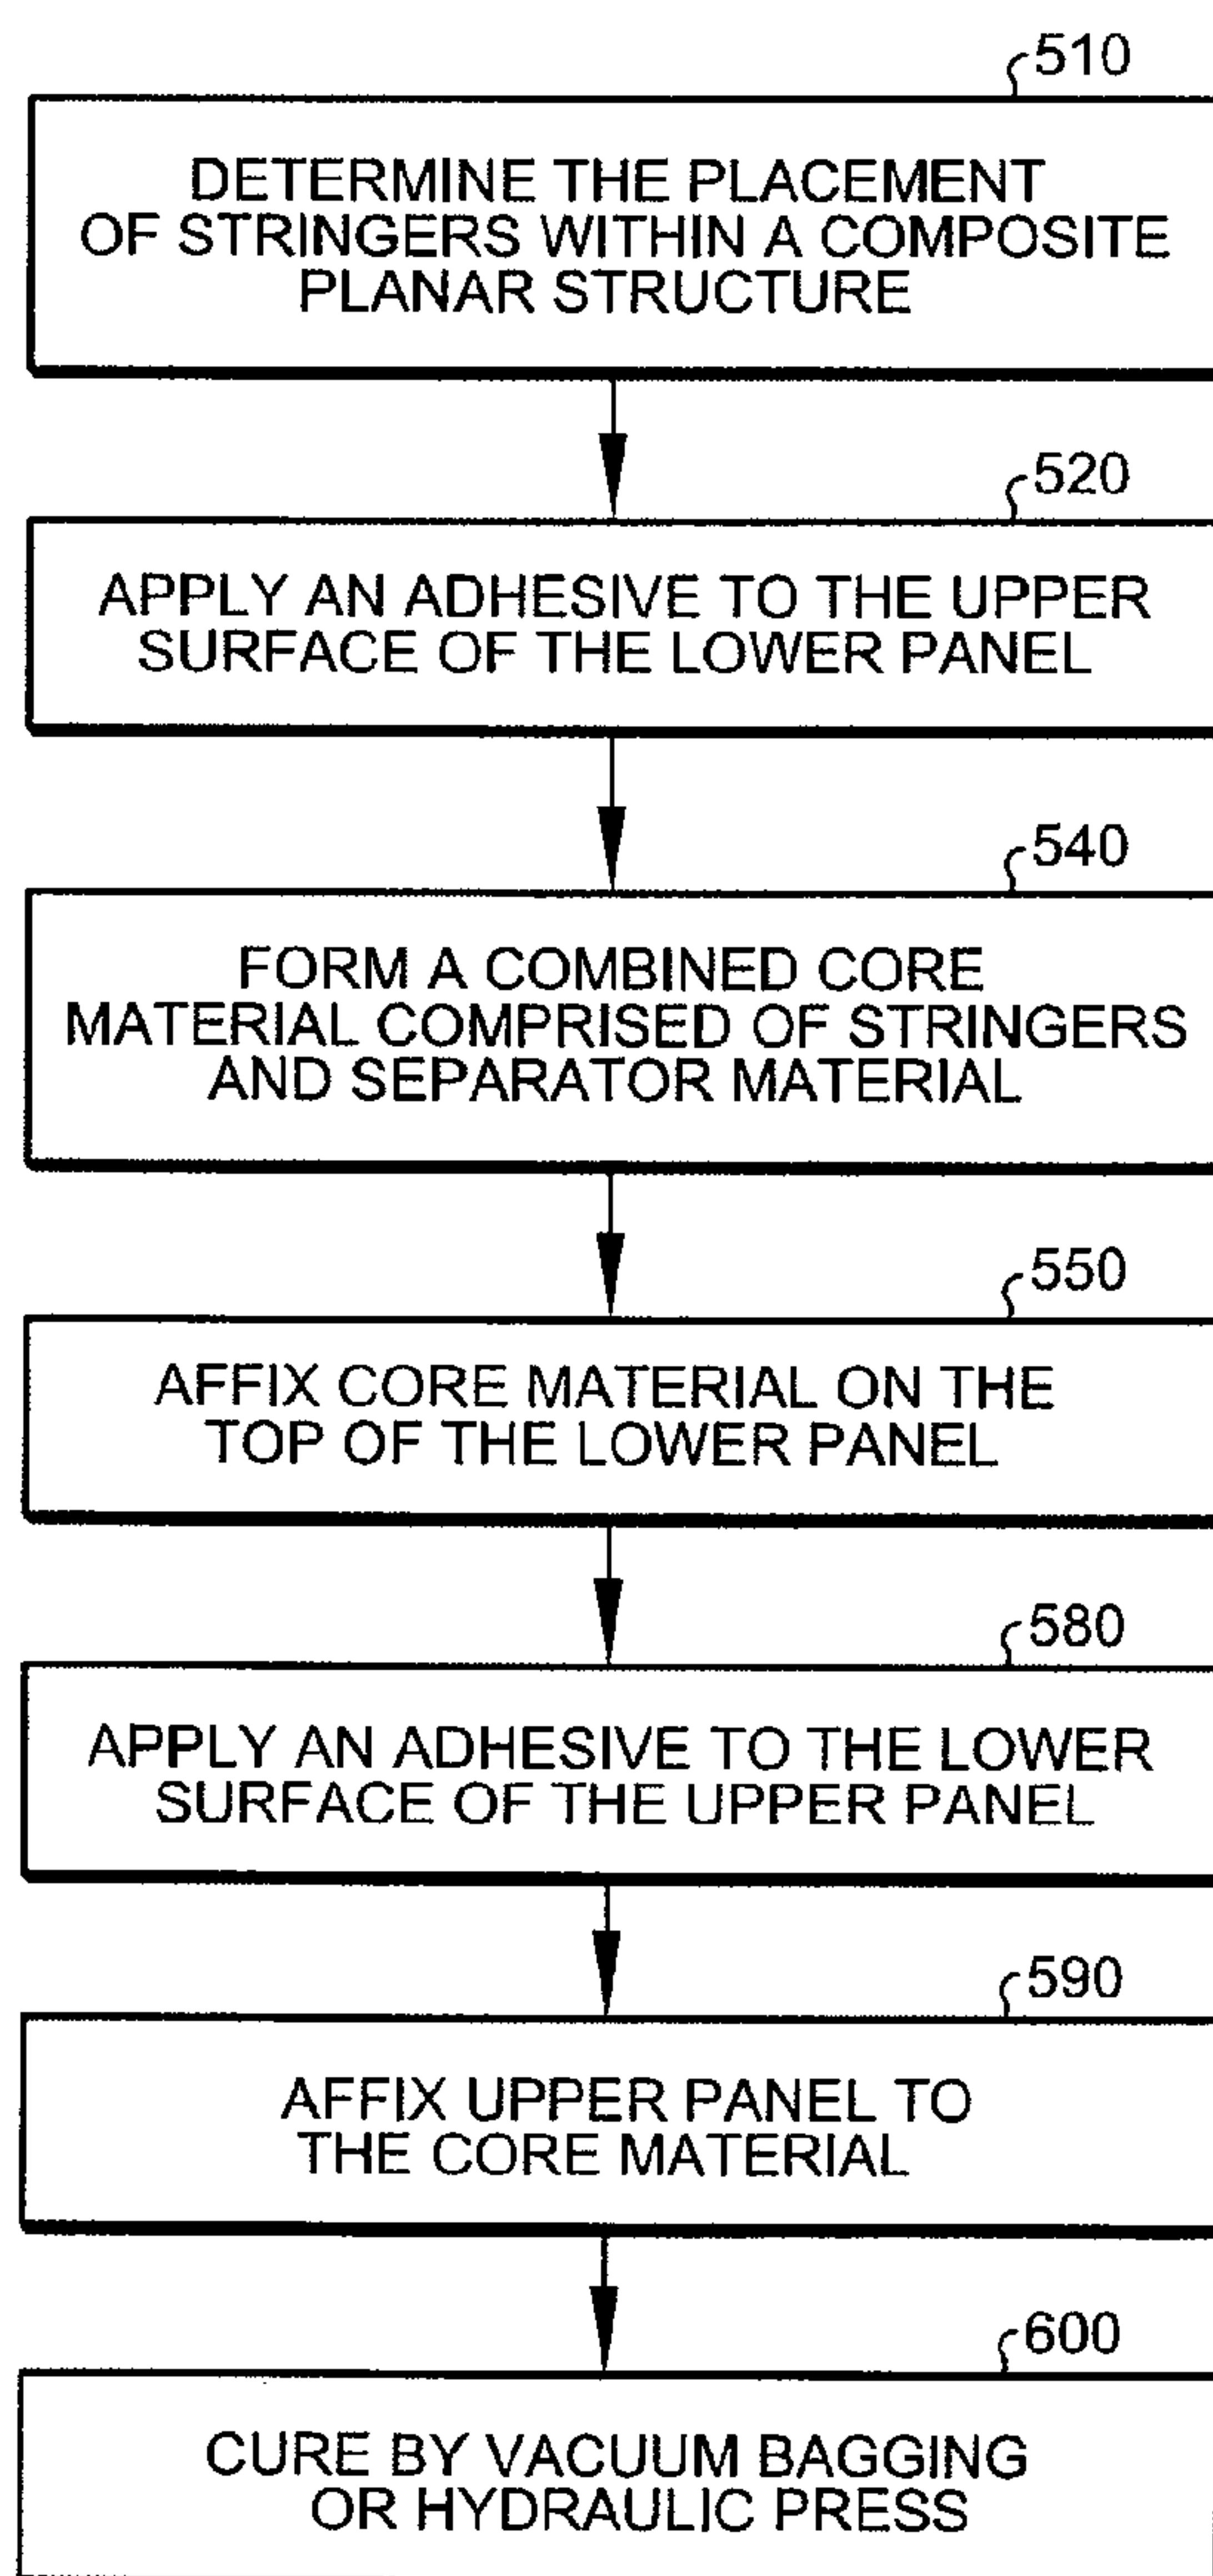 510
DETERMINE THE PLACEMENT
OF STRINGERS WITHIN A COMPOSITE
PLANAR STRUCTURE
520
APPLY AN ADHESIVE TO THE UPPER
SURFACE OF THE LOWER PANEL
540
FORM A COMBINED CORE
MATERIAL COMPRISED OF STRINGERS
AND SEPARATOR MATERIAL
550
AFFIX CORE MATERIAL ON THE
TOP OF THE LOWER PANEL
580
APPLY AN ADHESIVE TO THE LOWER
SURFACE OF THE UPPER PANEL
590
AFFIX UPPER PANEL TO
THE CORE MATERIAL
600
CURE BY VACUUM BAGGING
OR HYDRAULIC PRESS